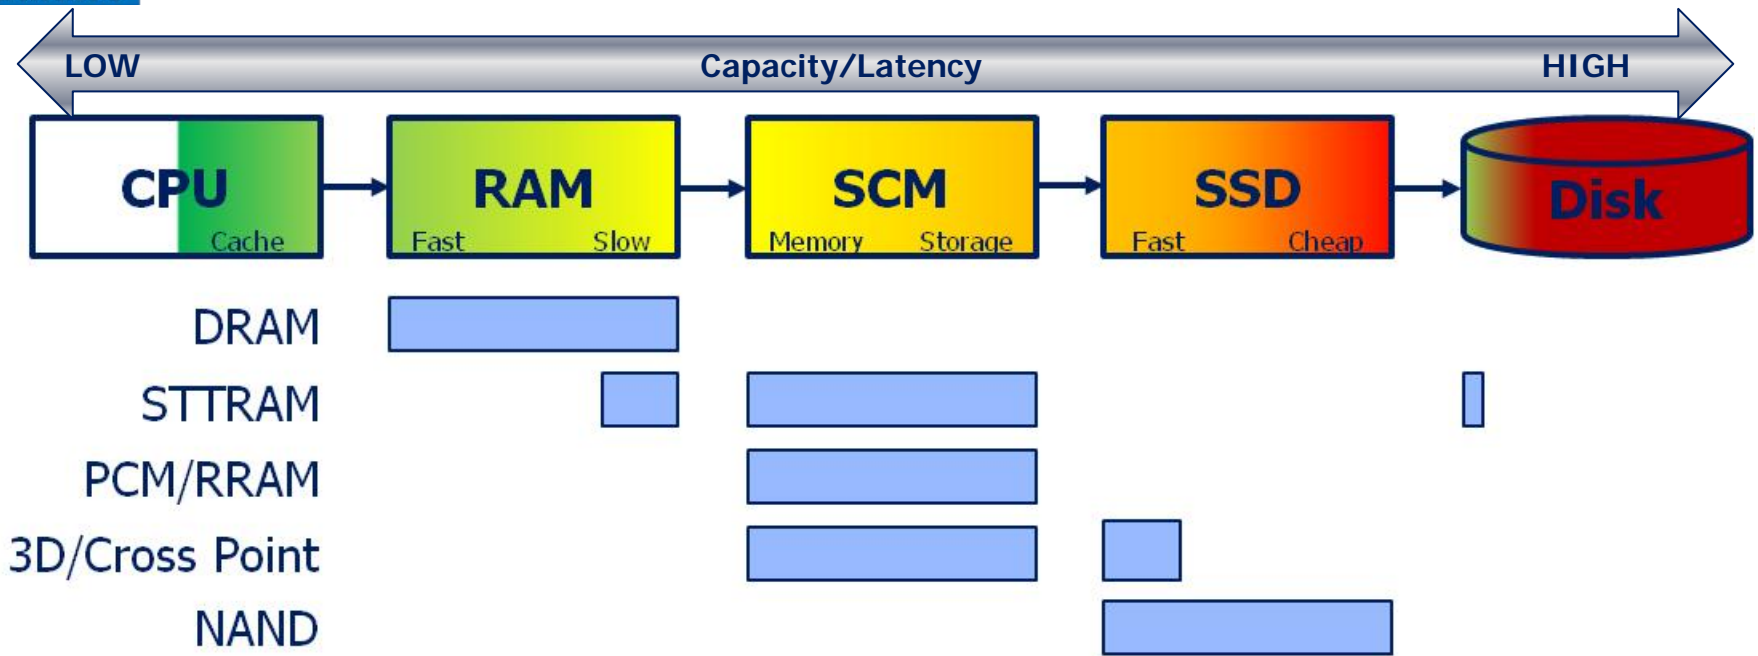 LOW Capacity/Latency HIGH
CPU RAM SCM SSD Disk
Cache Fast Slow Memory Storage Fast Cheap
DRAM
STTRAM
PCM/RRAM
3D/Cross Point
NAND